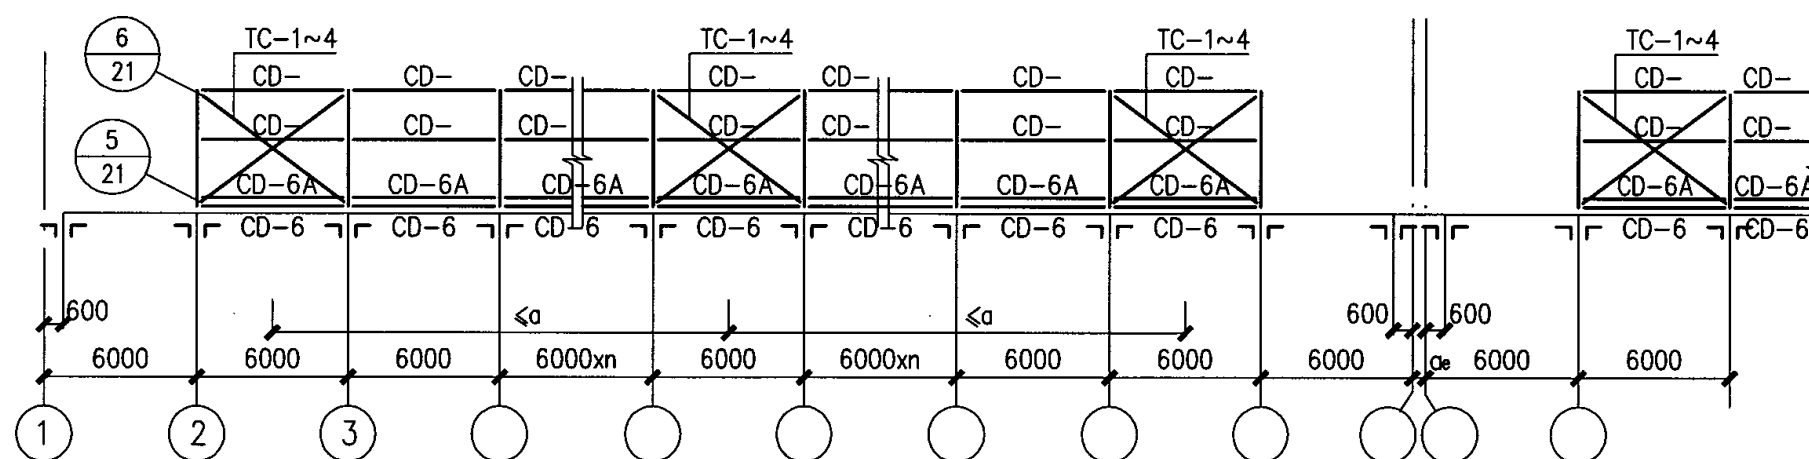 6 TC-1~4 TC-1~4 TC-1~4 TC-1~4
21 CD- CD- CD- CD- CD- CD- CD- CD- CD-
5 CD- CD- CD- CD- CD- CD- CD- CD- CD-
21 CD-6A CD-6A CD-6A CD-6A CD-6A CD-6A CD-6A CD-6A CD-6A
CD-6 CD-6 CD-6 CD-6 CD-6 CD-6 CD-6 CD-6 CD-6
600 ≤a ≤a 600 600
6000 6000 6000 6000xn 6000 6000xn 6000 6000 6000 ae 6000 6000
1 2 3